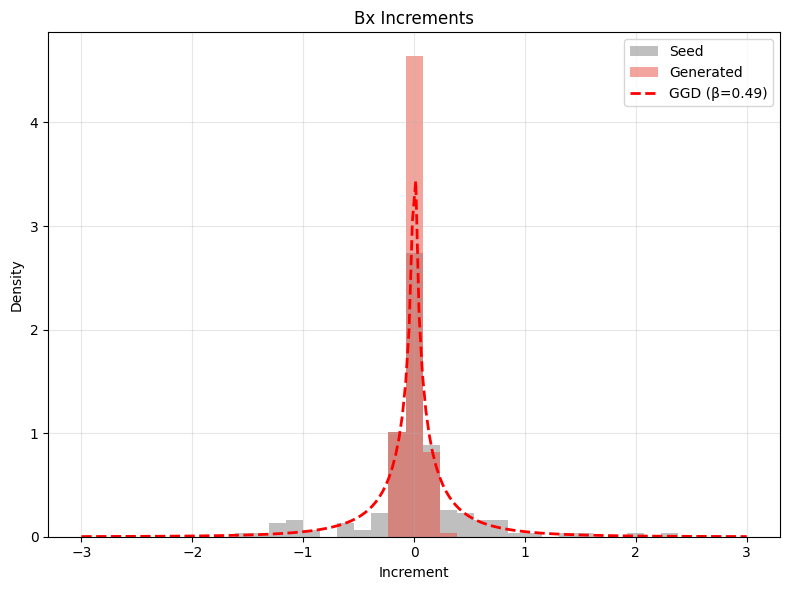 Bx Increments
Seed
Generated
GGD (β=0.49)
Density
4
3
2
1
0
−3
−2
−1
0
1
2
3
Increment